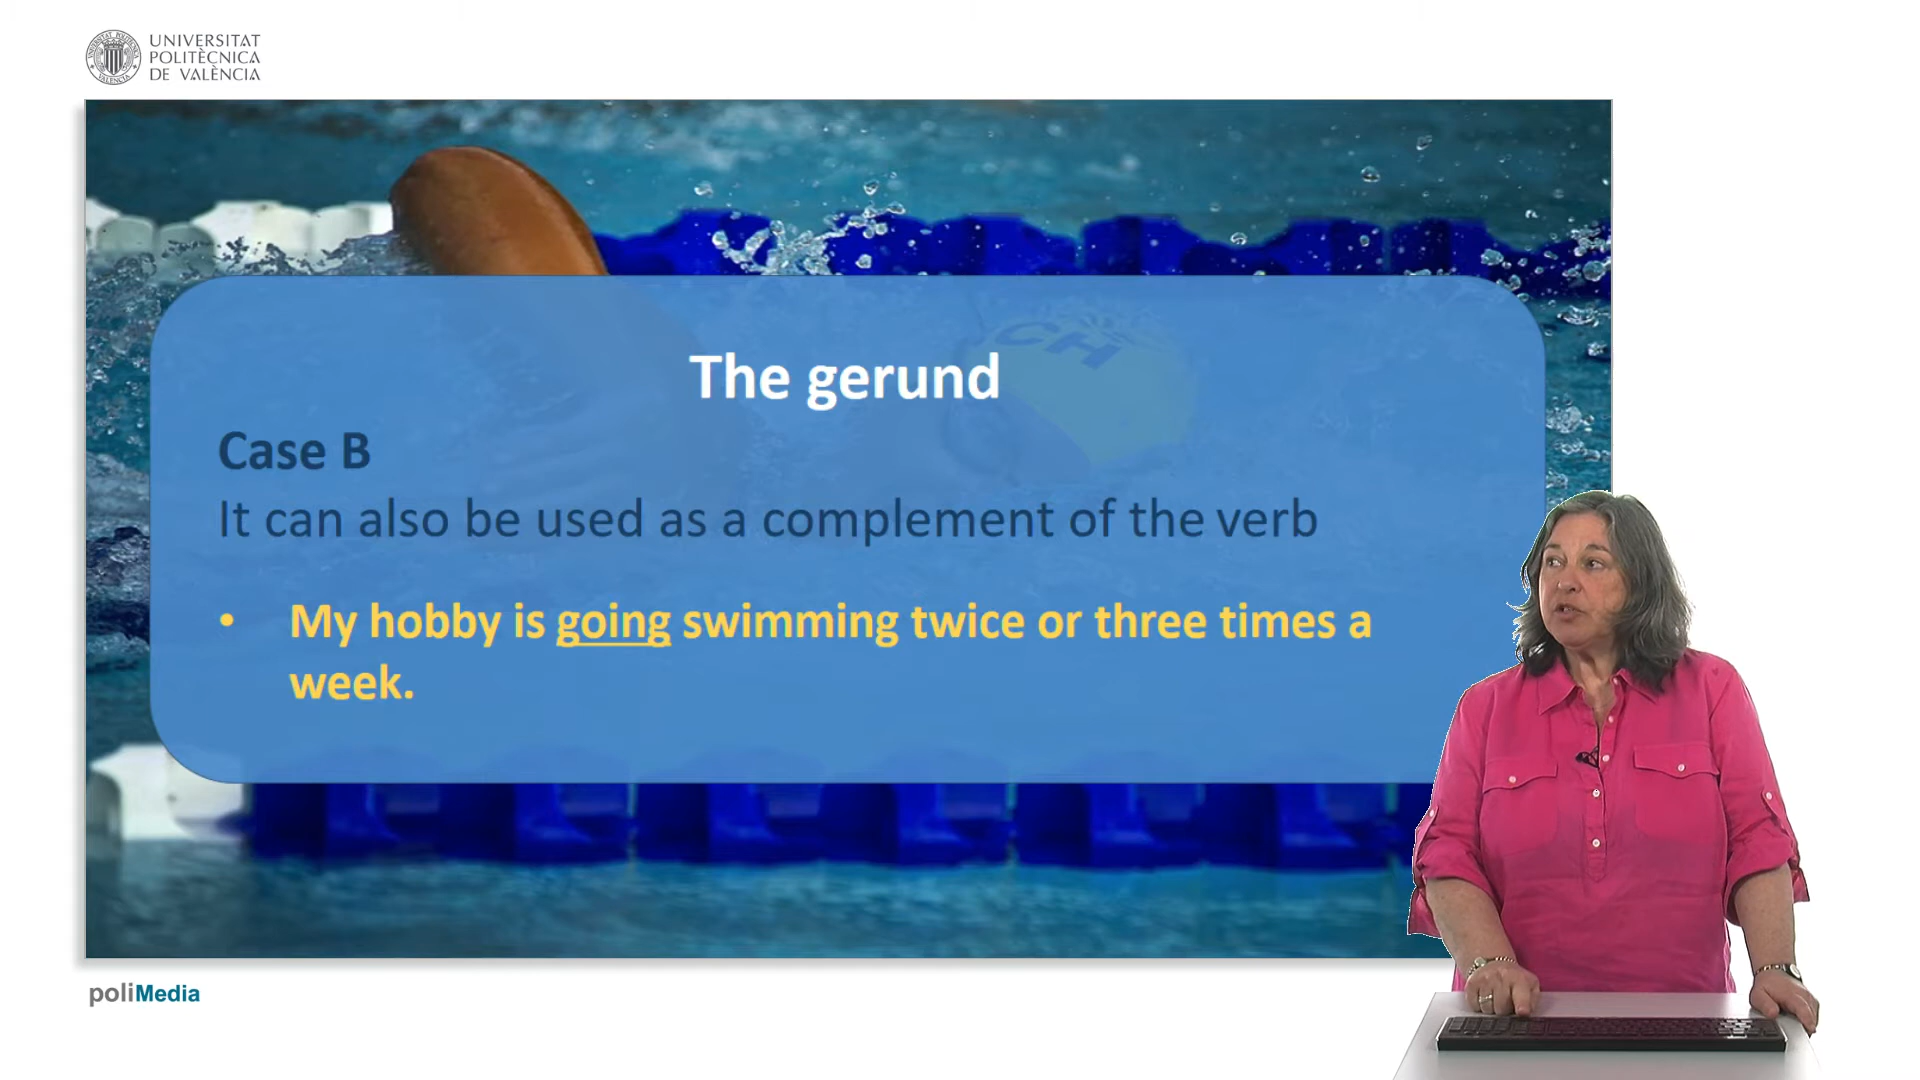 UNIVERSITAT
POLITÈCNICA
DE VALÈNCIA
CH
The gerund
Case B
It can also be used as a complement of the verb
• My hobby is going swimming twice or three times a
week.
poliMedia